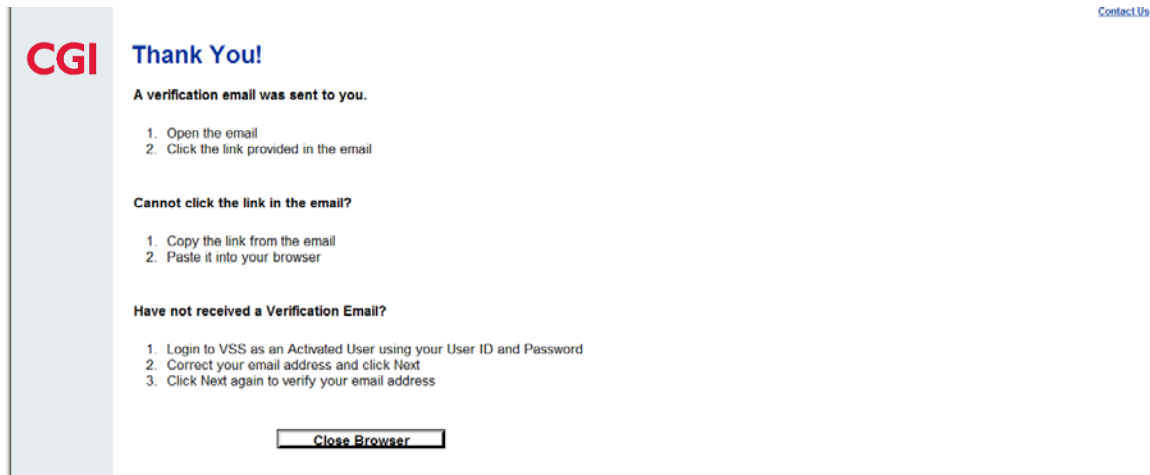 Contact Us
CGI
Thank You!
A verification email was sent to you.
1. Open the email
2. Click the link provided in the email
Cannot click the link in the email?
1. Copy the link from the email
2. Paste it into your browser
Have not received a Verification Email?
1. Login to VSS as an Activated User using your User ID and Password
2. Correct your email address and click Next
3. Click Next again to verify your email address
Close Browser